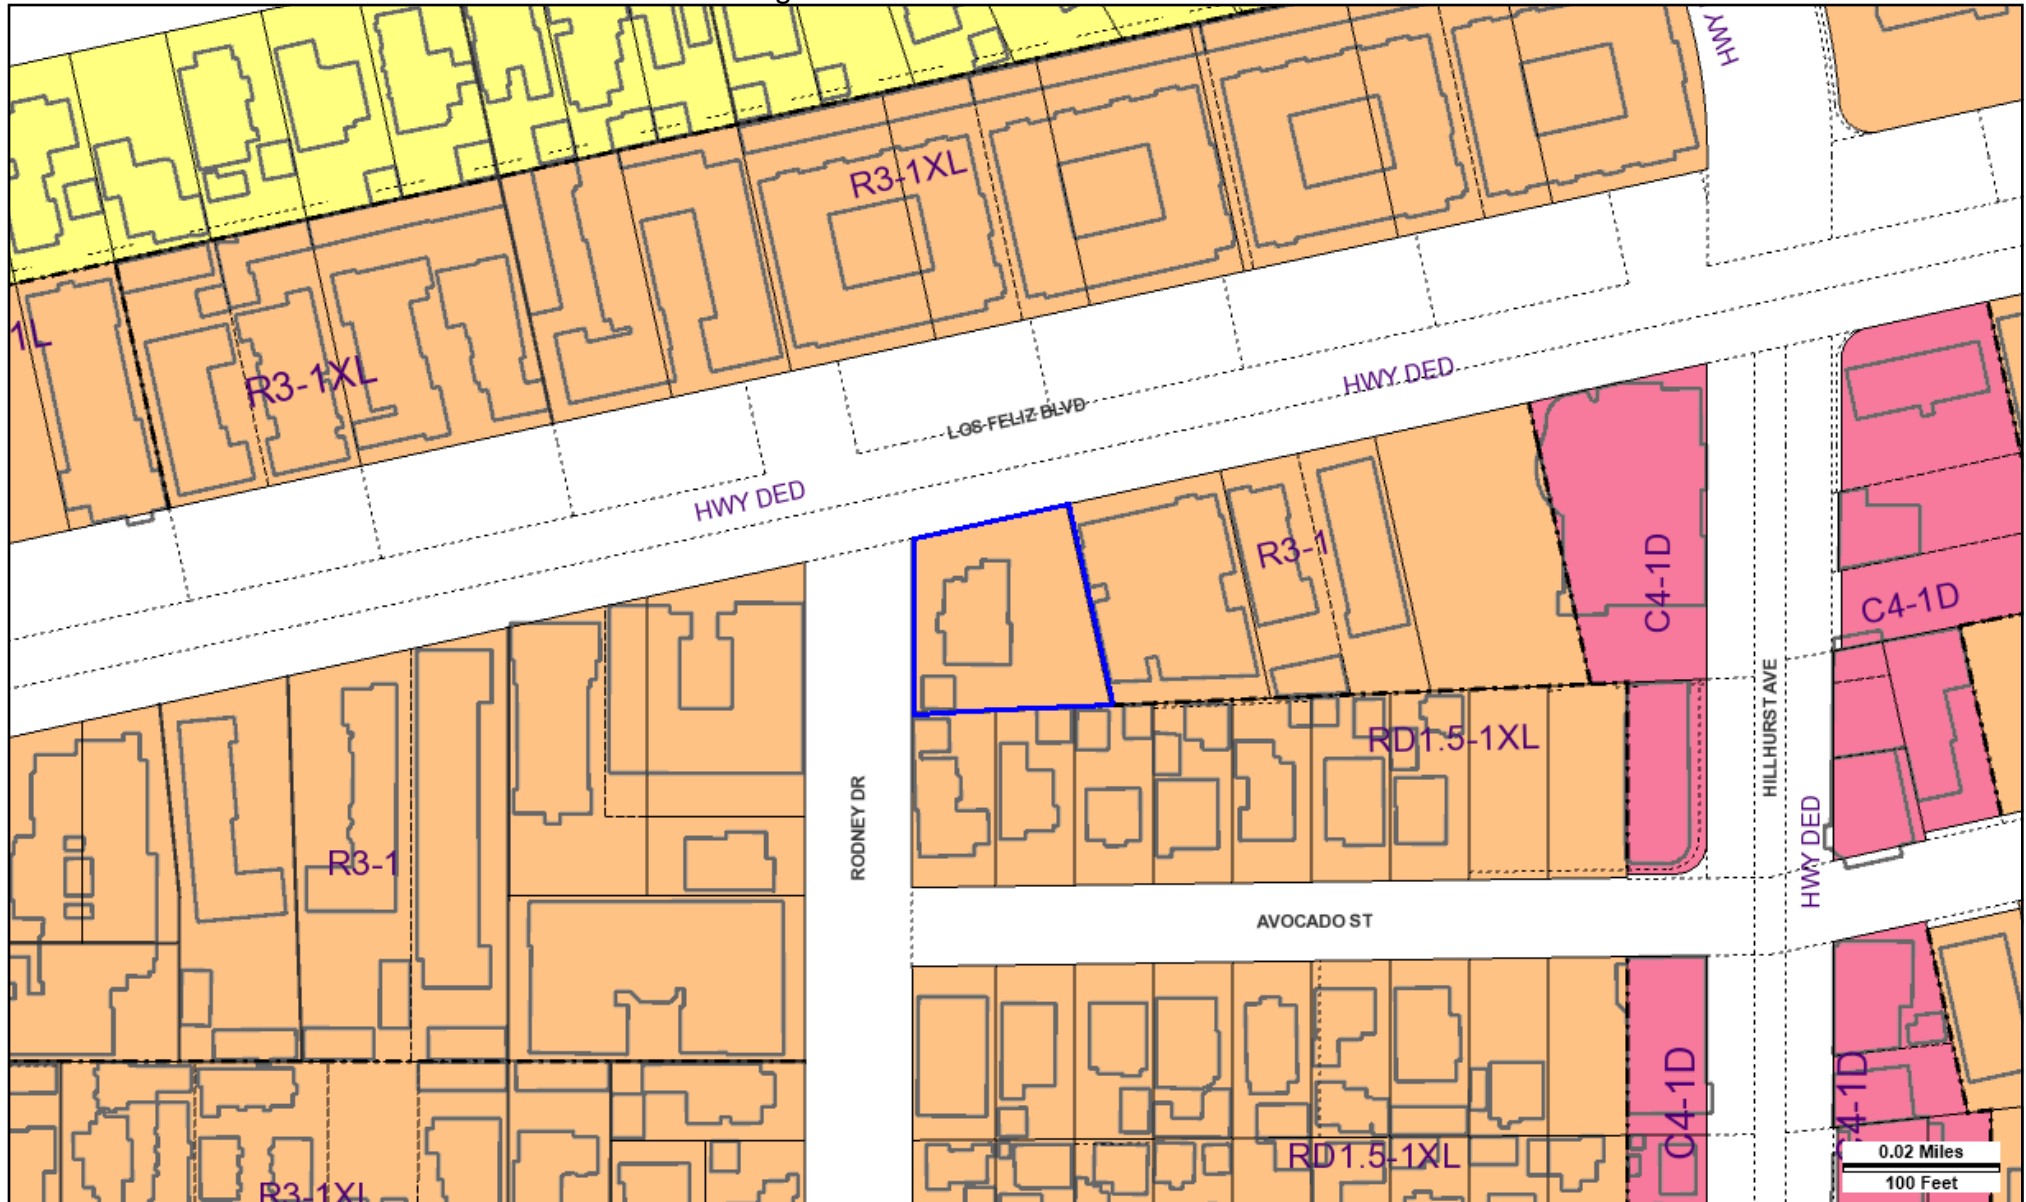 HWY
R3-1XL
1L
R3-1XL
HWY DED
LOS FELIZ BLVD
HWY DED
R3-1
C4-1D
C4-1D
HILLHURST AVE
RD1.5-1XL
RODNEY DR
R3-1
HWY DED
AVOCADO ST
C4-1D
C4-1D
RD1.5-1XL
R3-1XL
0.02 Miles
100 Feet